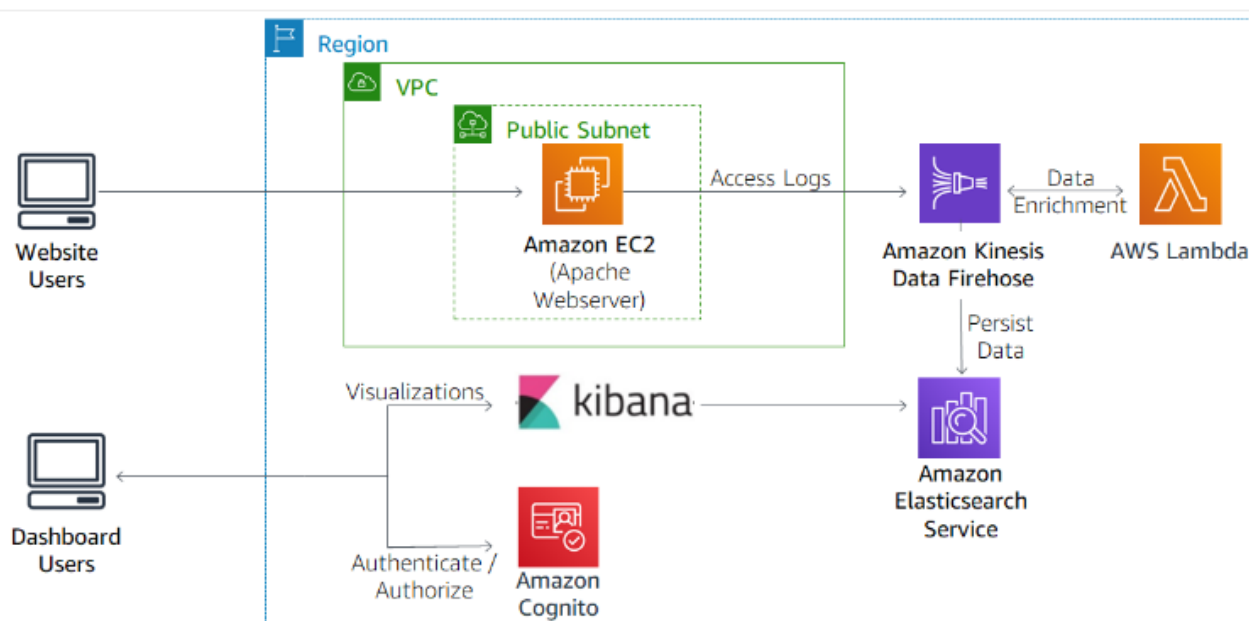 Region
VPC
Public Subnet
Website
Users
Amazon EC2
(Apache
Webserver)
Access Logs
Amazon Kinesis
Data Firehose
Data
Enrichment
AWS Lambda
Persist
Data
Visualizations
kibana
Amazon
Elasticsearch
Service
Dashboard
Users
Authenticate /
Authorize
Amazon
Cognito